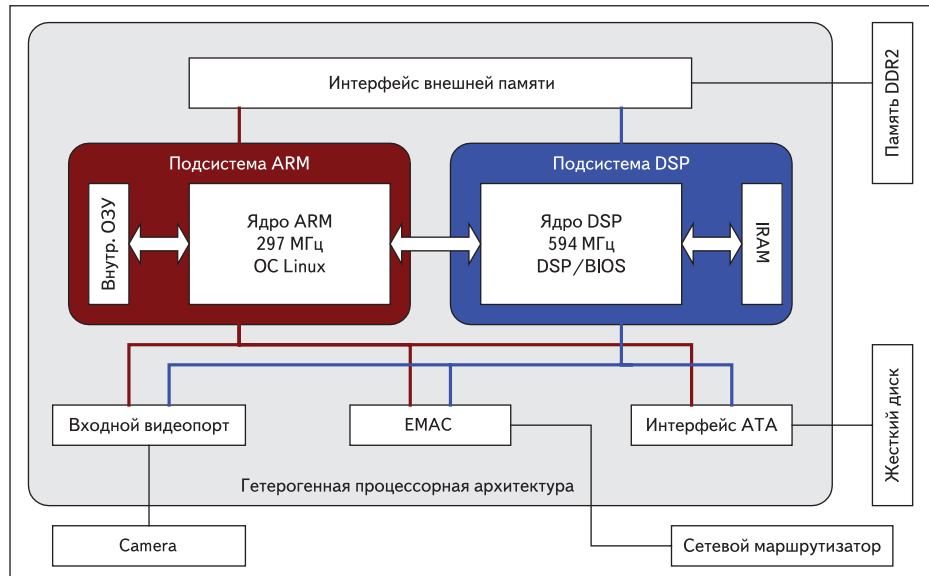 Интерфейс внешней памяти
Память DDR2
Подсистема ARM
Подсистема DSP
Внутр. ОЗУ
Ядро ARM
297 МГц
ОС Linux
Ядро DSP
594 МГц
DSP/BIOS
IRAM
Входной видеопорт
EMAC
Интерфейс ATA
Жесткий диск
Гетерогенная процессорная архитектура
Camera
Сетевой маршрутизатор